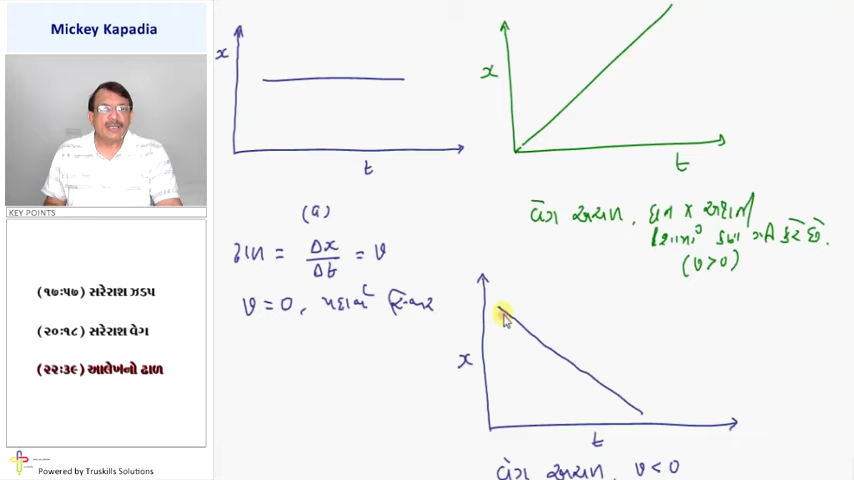 Mickey Kapadia
KEY POINTS
(૧૭:૫૭) સરેરાશ ઝડપ
(૨૦:૧૮) સરેરાશ વેગ
(૨૨:૩૯) આલેખનો ઢાળ
Powered by Truskills Solutions
x
t
(a)
ઢાળ = Δx/Δt = v
v = 0, પદાર્થ સ્થિર
x
t
વેગ અચળ, ધન x અક્ષની
દિશામાં કણ ગતિ કરે છે.
(v>0)
x
t
વેગ અચળ, v < 0